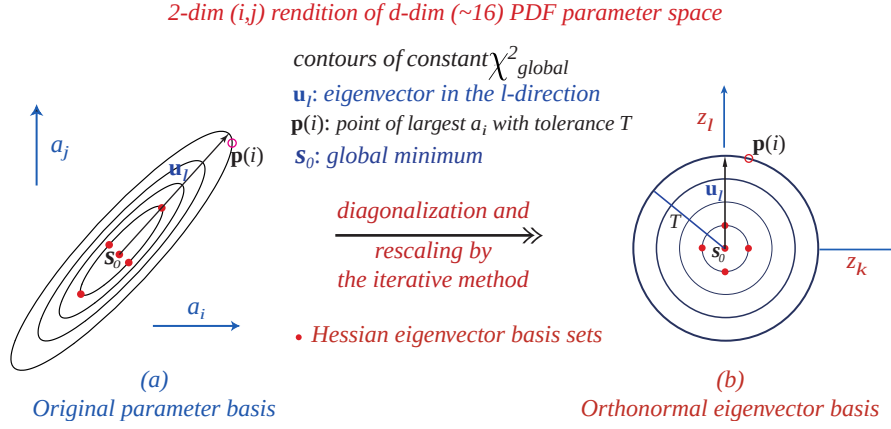 2-dim (i,j) rendition of d-dim (~16) PDF parameter space
contours of constant χ²global
u_l: eigenvector in the l-direction
p(i): point of largest a_i with tolerance T
s_0: global minimum
a_j
u_l
p(i)
s_0
a_i
diagonalization and
rescaling by
the iterative method
• Hessian eigenvector basis sets
z_l
p(i)
u_l
T
s_0
z_k
(a)
Original parameter basis
(b)
Orthonormal eigenvector basis